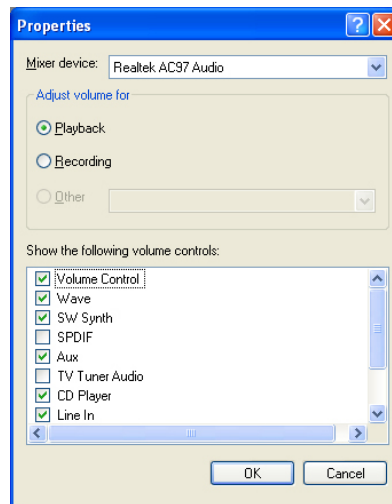 Properties
Mixer device: Realtek AC97 Audio
Adjust volume for
Playback
Recording
Other
Show the following volume controls:
Volume Control
Wave
SW Synth
SPDIF
Aux
TV Tuner Audio
CD Player
Line In
OK Cancel